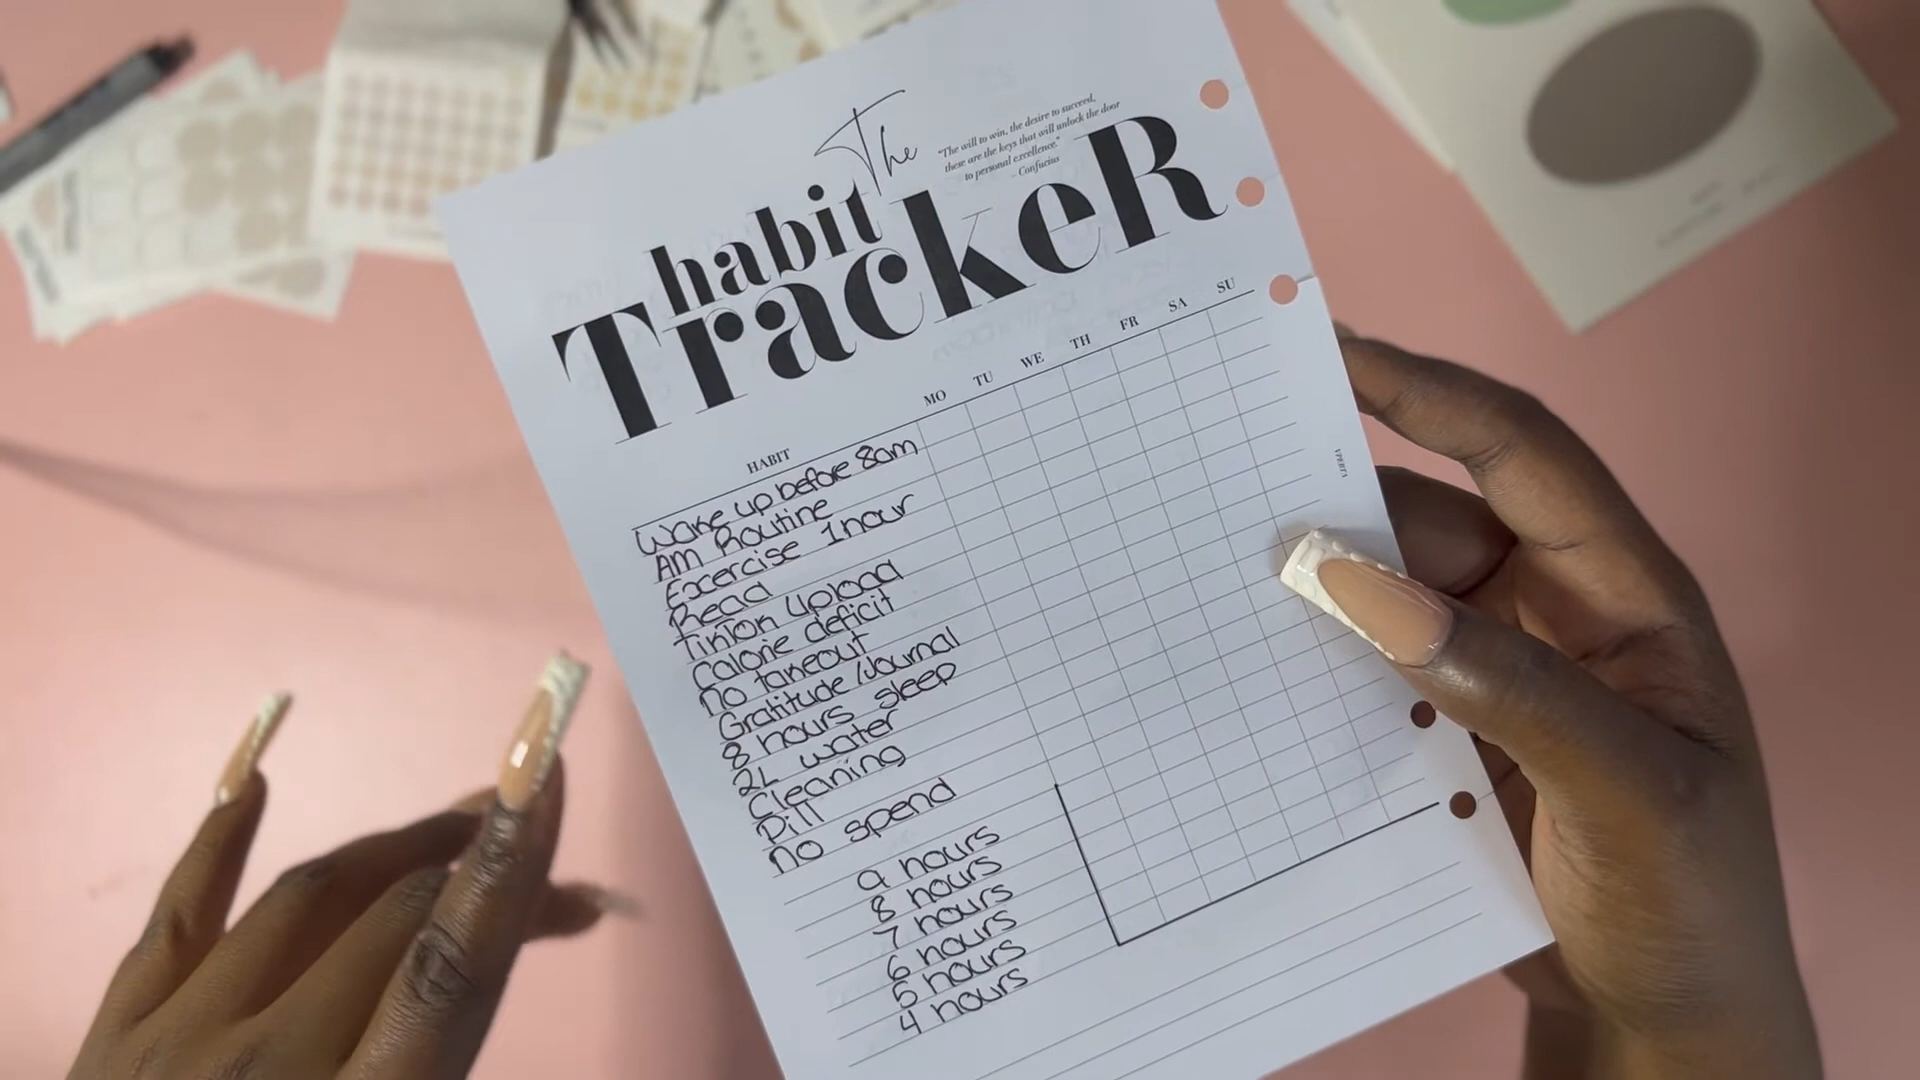 The
"The will to win, the desire to succeed,
these are the keys that will unlock the door
to personal excellence."
- Confucius
habit
TrackeR
HABIT MO TU WE TH FR SA SU
Wake up before 8am
AM Routine
Excercise 1hour
Read
Tiktok upload
Calorie deficit
No takeout
Gratitude/Journal
8 hours sleep
2L water
Cleaning
Pill
No spend
9 hours
8 hours
7 hours
6 hours
5 hours
4 hours